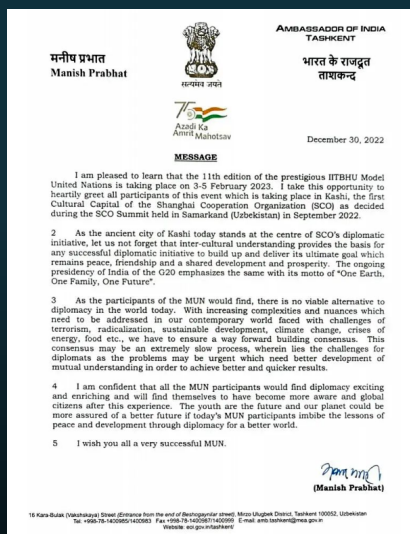 मनीष प्रभात
Manish Prabhat
सत्यमेव जयते
75
Azadi Ka
Amrit Mahotsav
AMBASSADOR OF INDIA
TASHKENT
भारत के राजदूत
ताशकन्द
December 30, 2022
MESSAGE
I am pleased to learn that the 11th edition of the prestigious IITBHU Model
United Nations is taking place on 3-5 February 2023. I take this opportunity to
heartily greet all participants of this event which is taking place in Kashi, the first
Cultural Capital of the Shanghai Cooperation Organization (SCO) as decided
during the SCO Summit held in Samarkand (Uzbekistan) in September 2022.
2 As the ancient city of Kashi today stands at the centre of SCO's diplomatic
initiative, let us not forget that inter-cultural understanding provides the basis for
any successful diplomatic initiative to build up and deliver its ultimate goal which
remains peace, friendship and a shared development and prosperity. The ongoing
presidency of India of the G20 emphasizes the same with its motto of "One Earth,
One Family, One Future".
3 As the participants of the MUN would find, there is no viable alternative to
diplomacy in the world today. With increasing complexities and nuances which
need to be addressed in our contemporary world faced with challenges of
terrorism, radicalization, sustainable development, climate change, crises of
energy, food etc., we have to ensure a way forward building consensus. This
consensus may be an extremely slow process, wherein lies the challenges for
diplomats as the problems may be urgent which need better development of
mutual understanding in order to achieve better and quicker results.
4 I am confident that all the MUN participants would find diplomacy exciting
and enriching and will find themselves to have become more aware and global
citizens after this experience. The youth are the future and our planet could be
more assured of a better future if today's MUN participants imbibe the lessons of
peace and development through diplomacy for a better world.
5 I wish you all a very successful MUN.
(Manish Prabhat)
16 Kara-Bulak (Vakhshskaya) Street (Entrance from the end of Beshogaynilar street), Mirzo Ulugbek District, Tashkent 100052, Uzbekistan
Tel: +998-78-1400985/1400983 Fax +998-78-1400987/1400999 E-mail: amb.tashkent@mea.gov.in
Website: eoi.gov.in/tashkent/